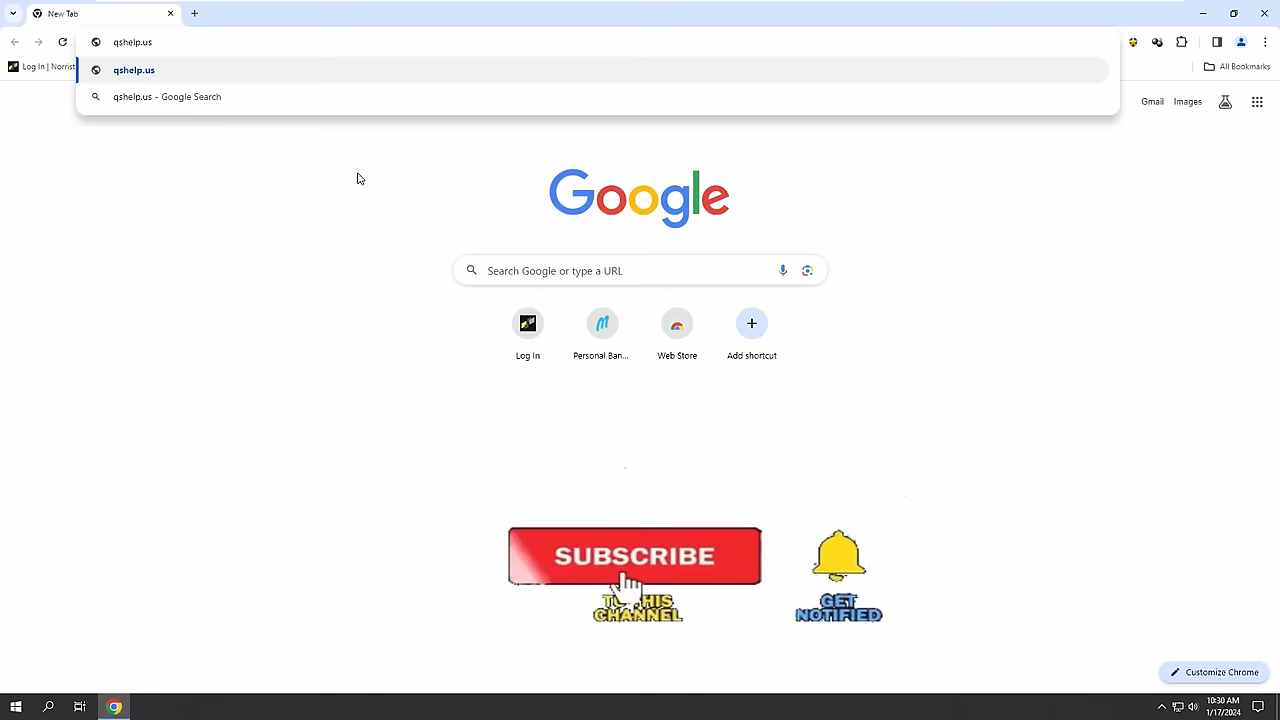 New Tab
qshelp.us
Log In | Norrist
qshelp.us
All Bookmarks
qshelp.us - Google Search
Gmail
Images
Google
Search Google or type a URL
Log In
Personal Ban...
Web Store
Add shortcut
SUBSCRIBE
TO THIS
CHANNEL
GET
NOTIFIED
Customize Chrome
10:30 AM
1/17/2024